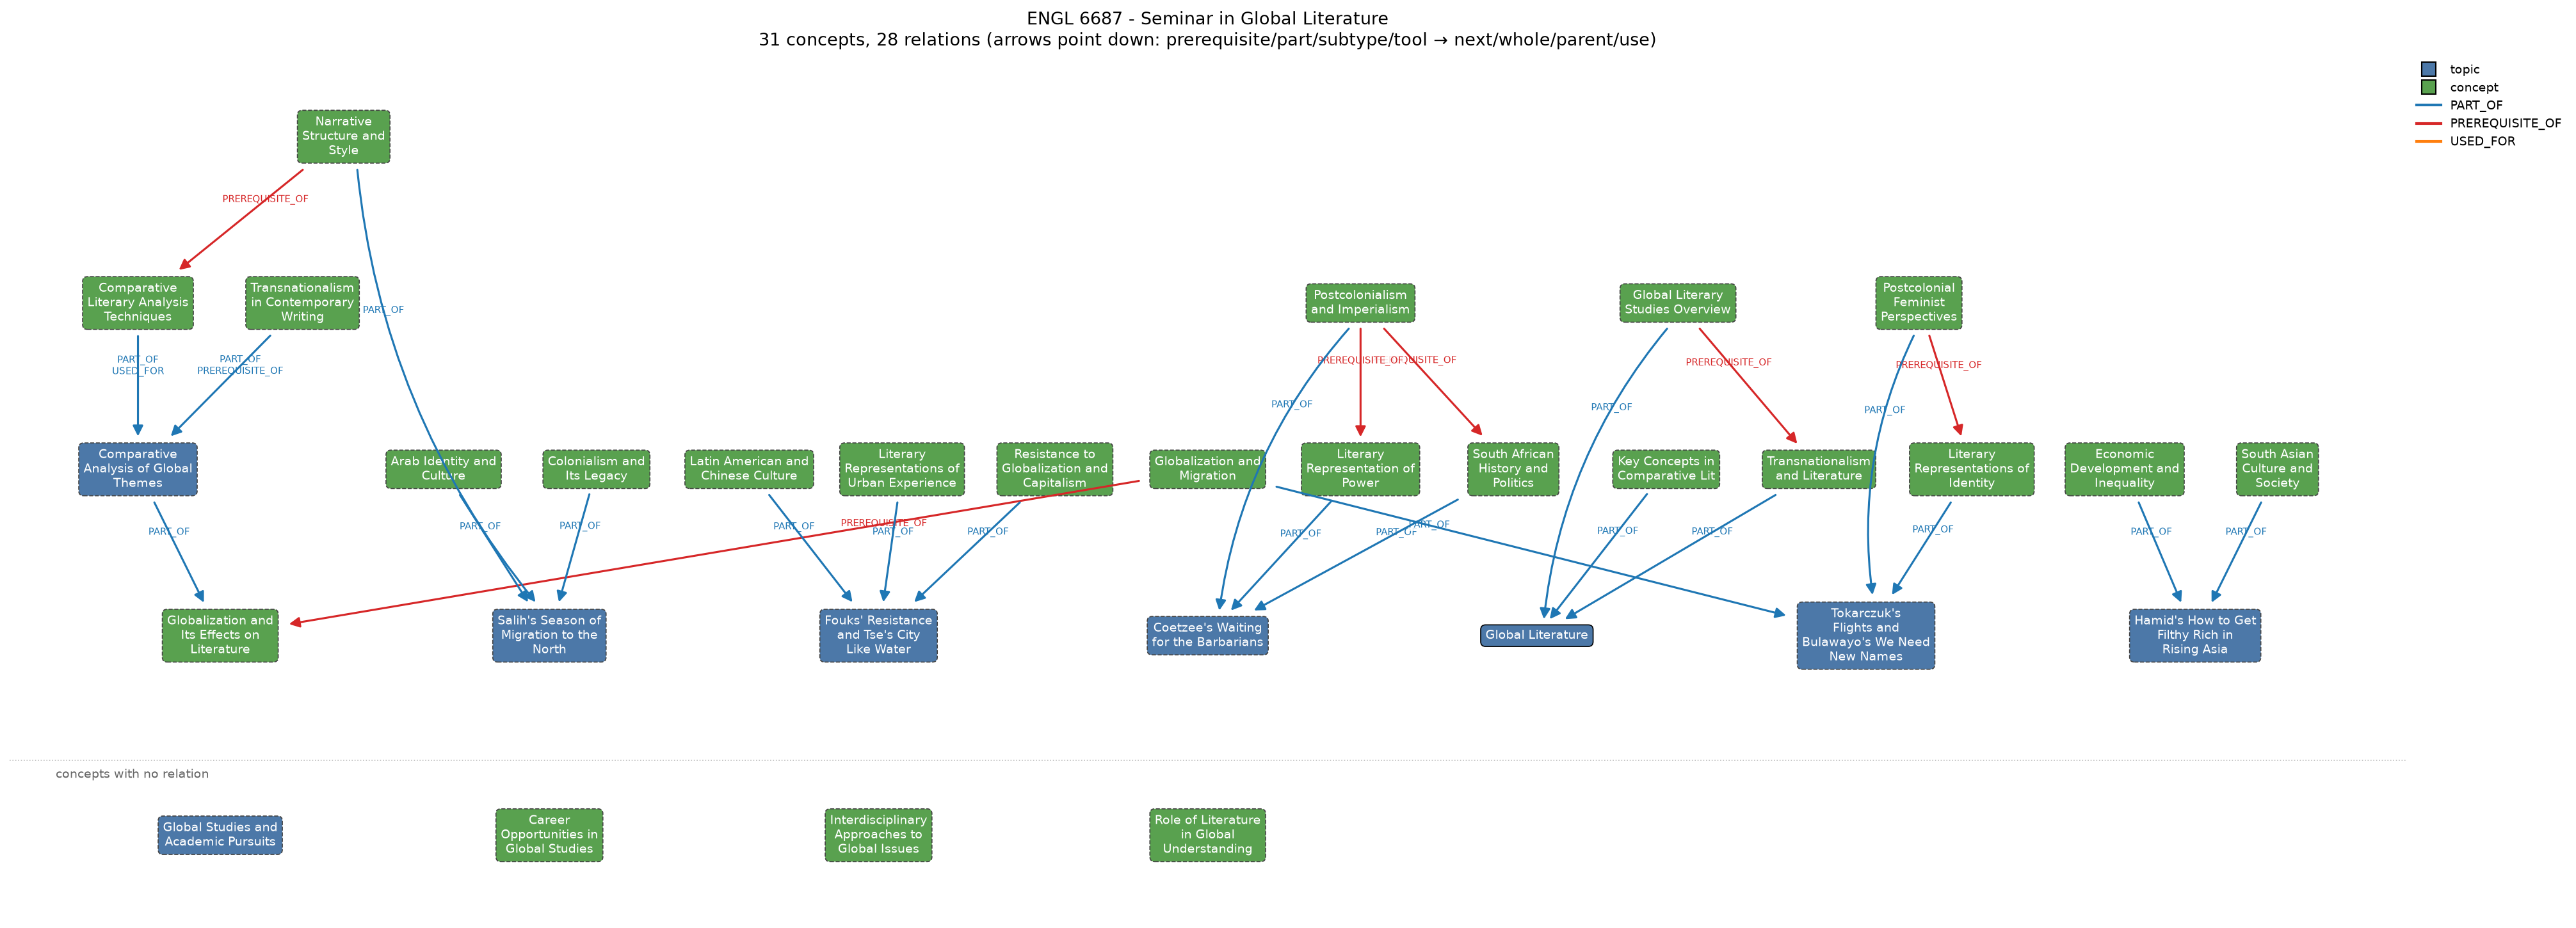 ENGL 6687 - Seminar in Global Literature
31 concepts, 28 relations (arrows point down: prerequisite/part/subtype/tool → next/whole/parent/use)
topic
concept
PART_OF
PREREQUISITE_OF
USED_FOR
Narrative
Structure and
Style
PREREQUISITE_OF
PART_OF
Comparative
Literary Analysis
Techniques
Transnationalism
in Contemporary
Writing
Postcolonialism
and Imperialism
Global Literary
Studies Overview
Postcolonial
Feminist
Perspectives
PART_OF
USED_FOR
PART_OF
PREREQUISITE_OF
PREREQUISITE_OF
QUISITE_OF
PREREQUISITE_OF
PREREQUISITE_OF
PART_OF
PART_OF
PART_OF
Comparative
Analysis of Global
Themes
Arab Identity and
Culture
Colonialism and
Its Legacy
Latin American and
Chinese Culture
Literary
Representations of
Urban Experience
Resistance to
Globalization and
Capitalism
Globalization and
Migration
Literary
Representation of
Power
South African
History and
Politics
Key Concepts in
Comparative Lit
Transnationalism
and Literature
Literary
Representations of
Identity
Economic
Development and
Inequality
South Asian
Culture and
Society
PART_OF
PART_OF
PART_OF
PART_OF
PREREQUISITE_OF
PART_OF
PART_OF
PART_OF
PART_OF
PART_OF
PART_OF
PART_OF
PART_OF
PART_OF
PART_OF
Globalization and
Its Effects on
Literature
Salih's Season of
Migration to the
North
Fouks' Resistance
and Tse's City
Like Water
Coetzee's Waiting
for the Barbarians
Global Literature
Tokarczuk's
Flights and
Bulawayo's We Need
New Names
Hamid's How to Get
Filthy Rich in
Rising Asia
concepts with no relation
Global Studies and
Academic Pursuits
Career
Opportunities in
Global Studies
Interdisciplinary
Approaches to
Global Issues
Role of Literature
in Global
Understanding